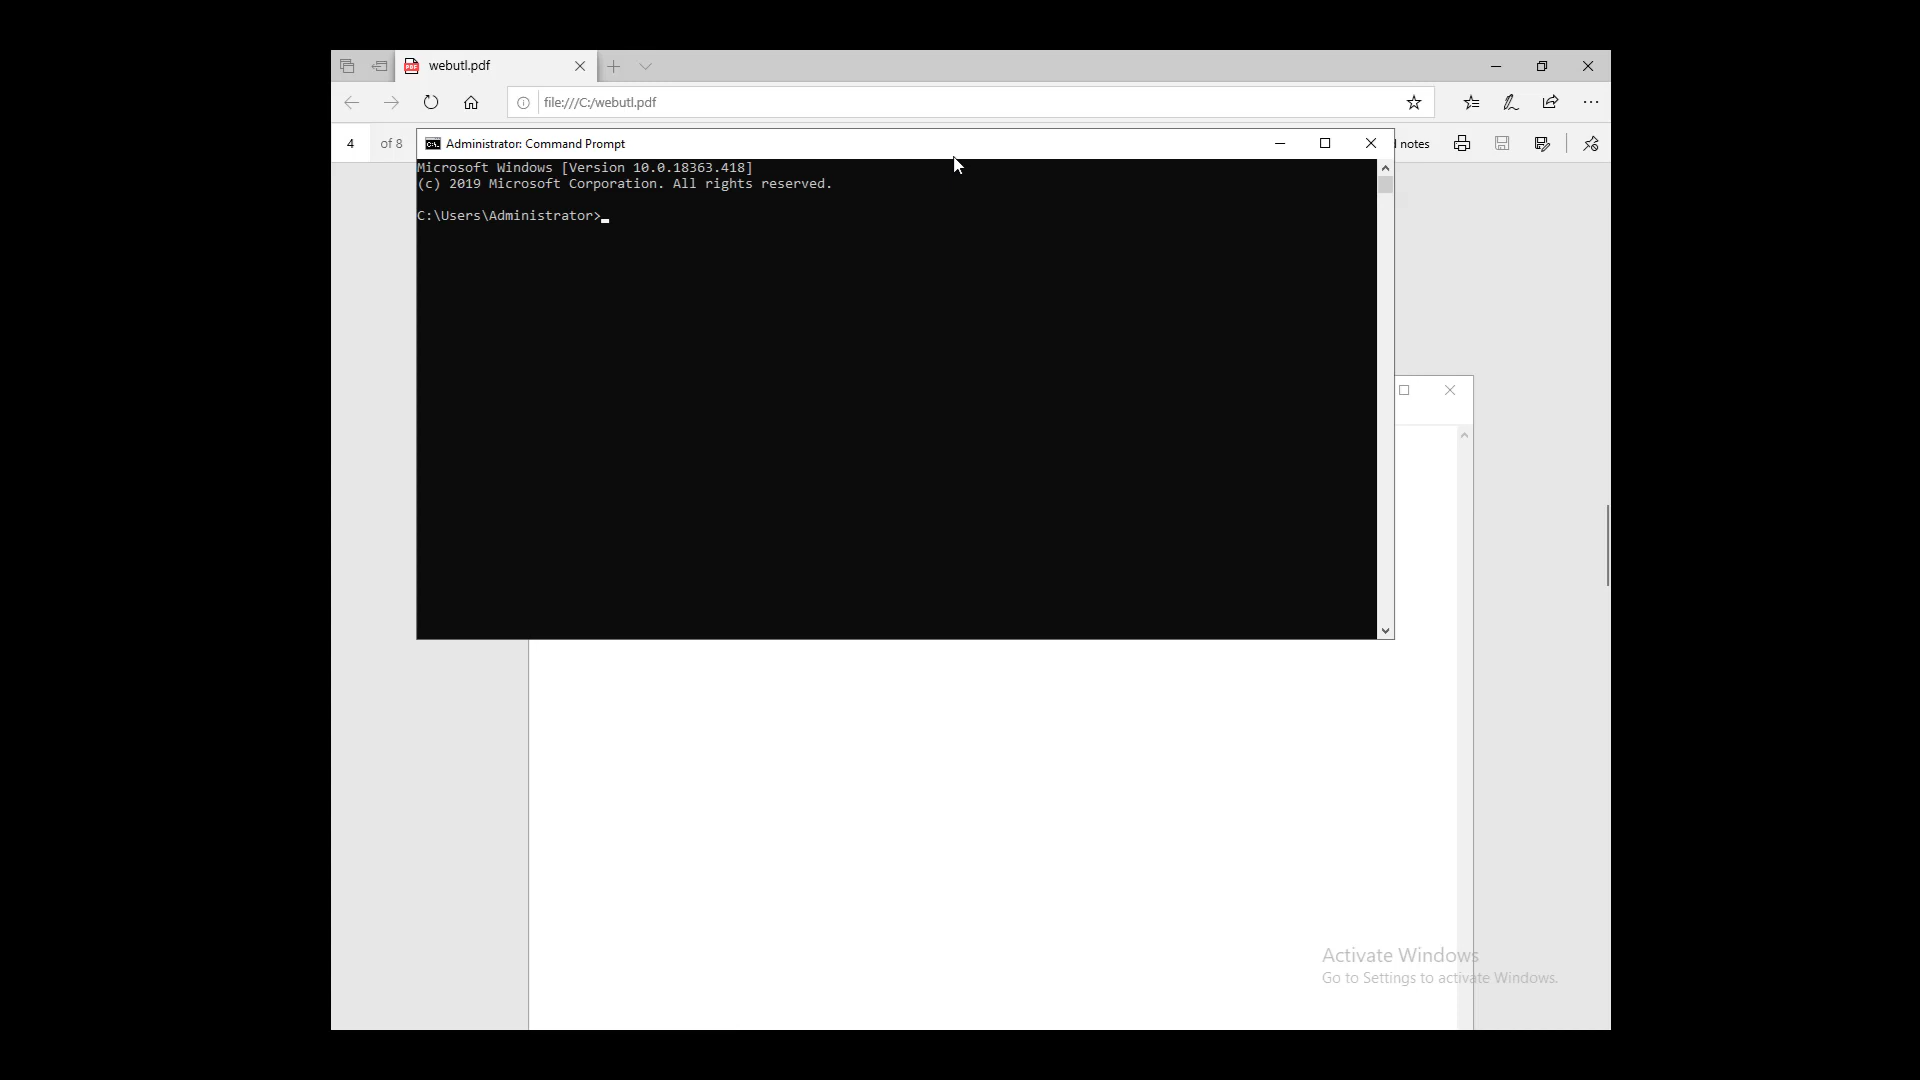 webutl.pdf
file:///C:/webutl.pdf
4 of 8
notes
Administrator: Command Prompt
Microsoft Windows [Version 10.0.18363.418]
(c) 2019 Microsoft Corporation. All rights reserved.
C:\Users\Administrator>
Activate Windows
Go to Settings to activate Windows.